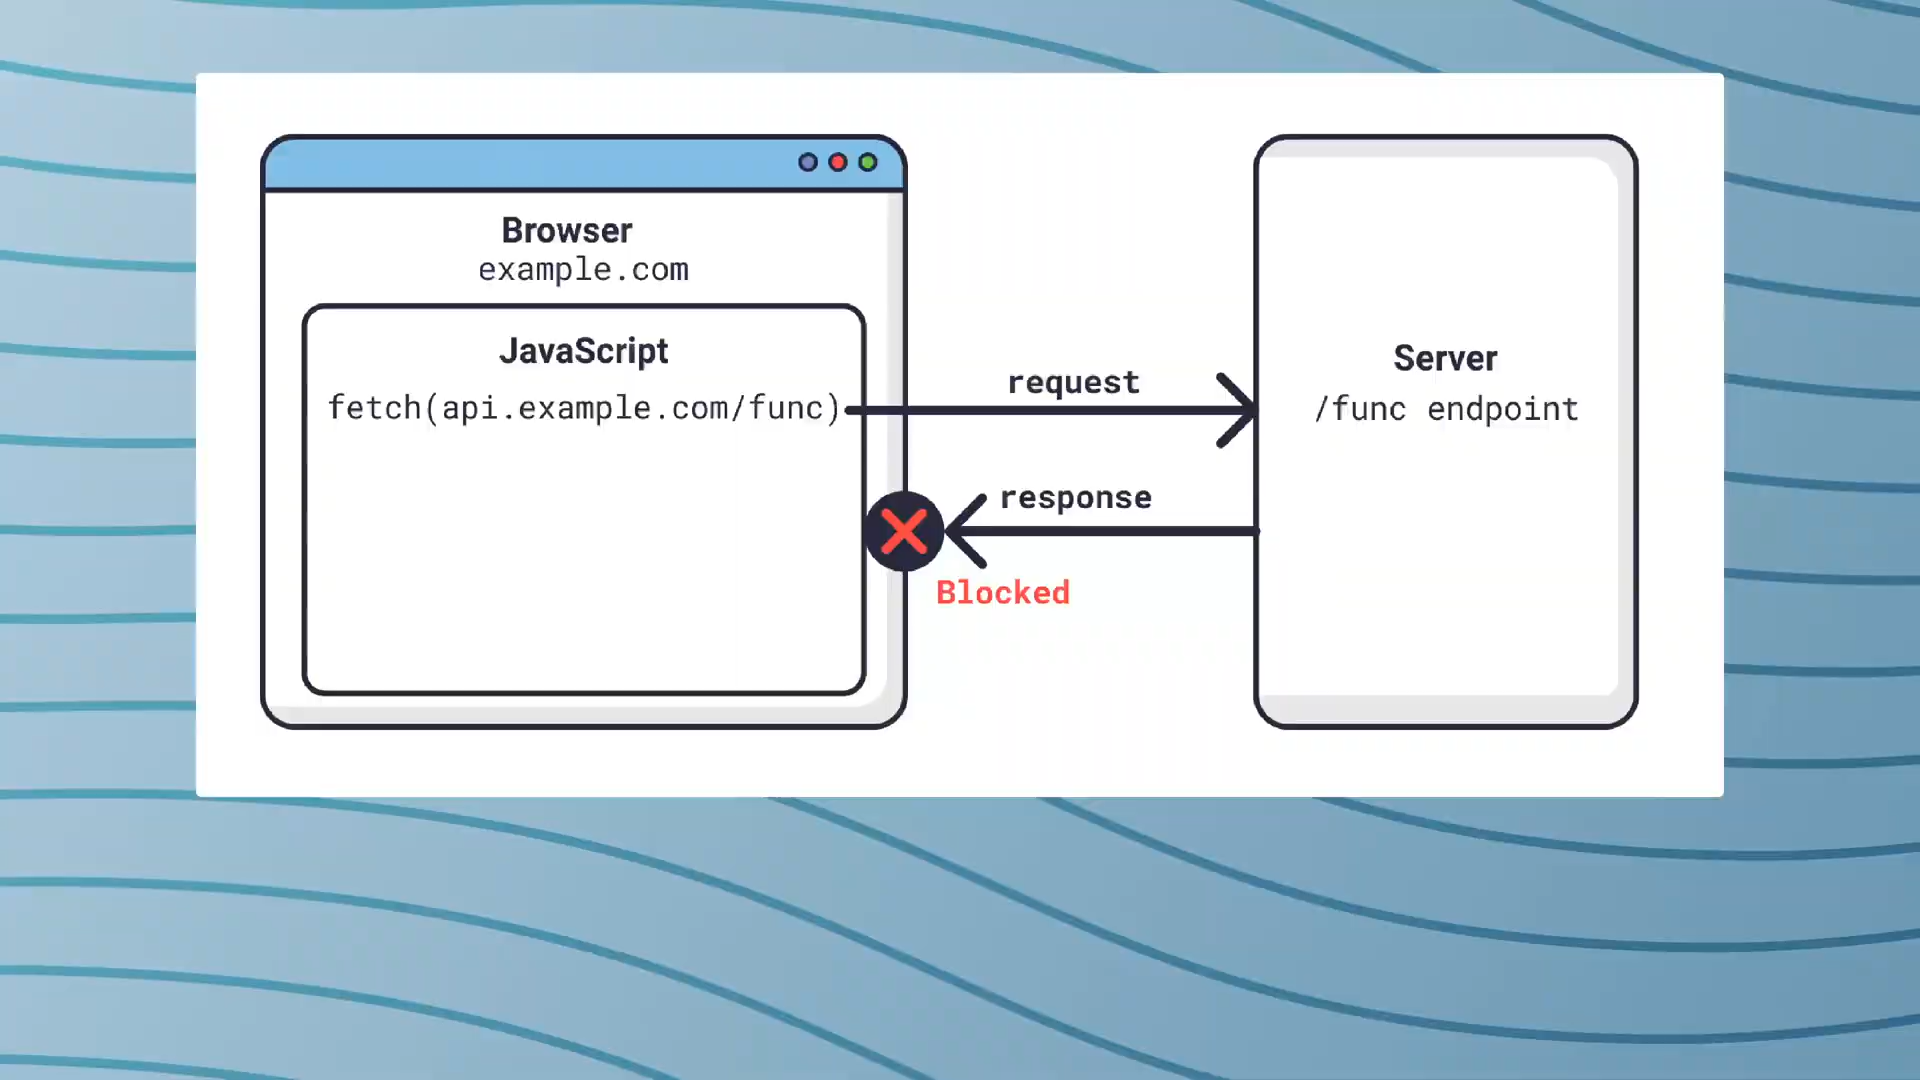 Browser
example.com
JavaScript
fetch(api.example.com/func)
request
response
Blocked
Server
/func endpoint